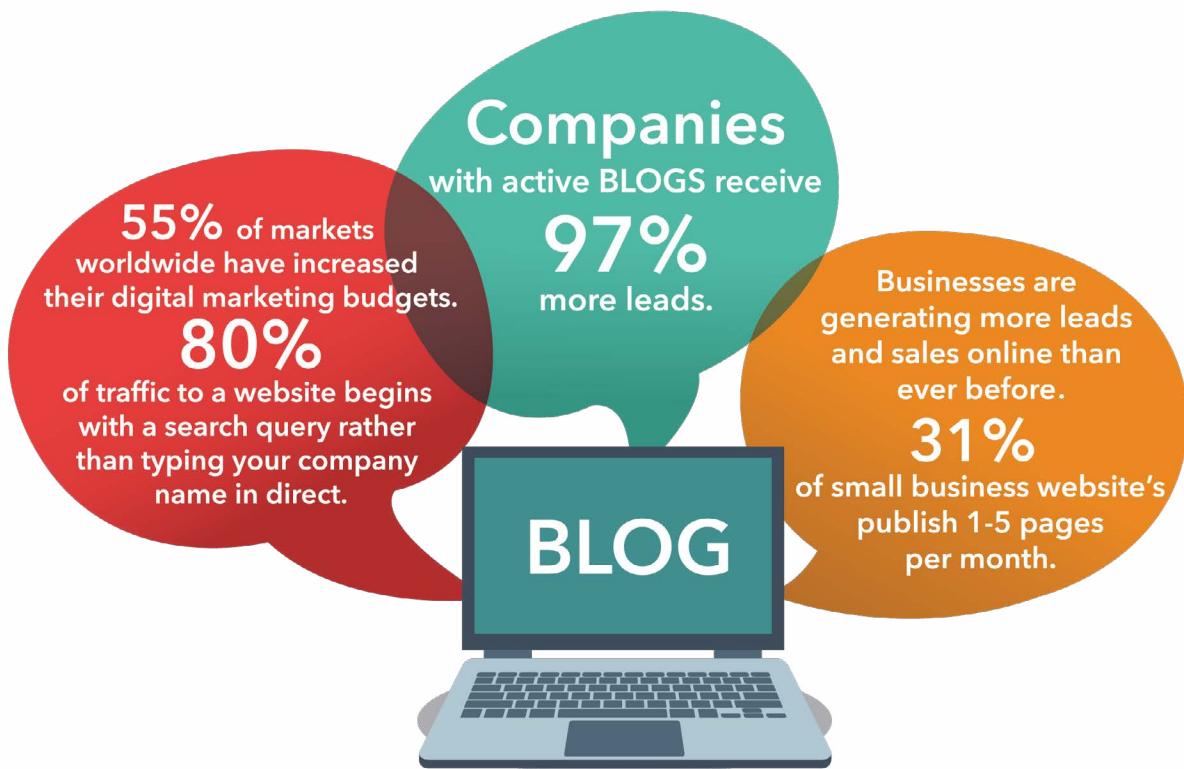 55% of markets
worldwide have increased
their digital marketing budgets.
80%
of traffic to a website begins
with a search query rather
than typing your company
name in direct.
Companies
with active BLOGS receive
97%
more leads.
Businesses are
generating more leads
and sales online than
ever before.
31%
of small business website's
publish 1-5 pages
per month.
BLOG